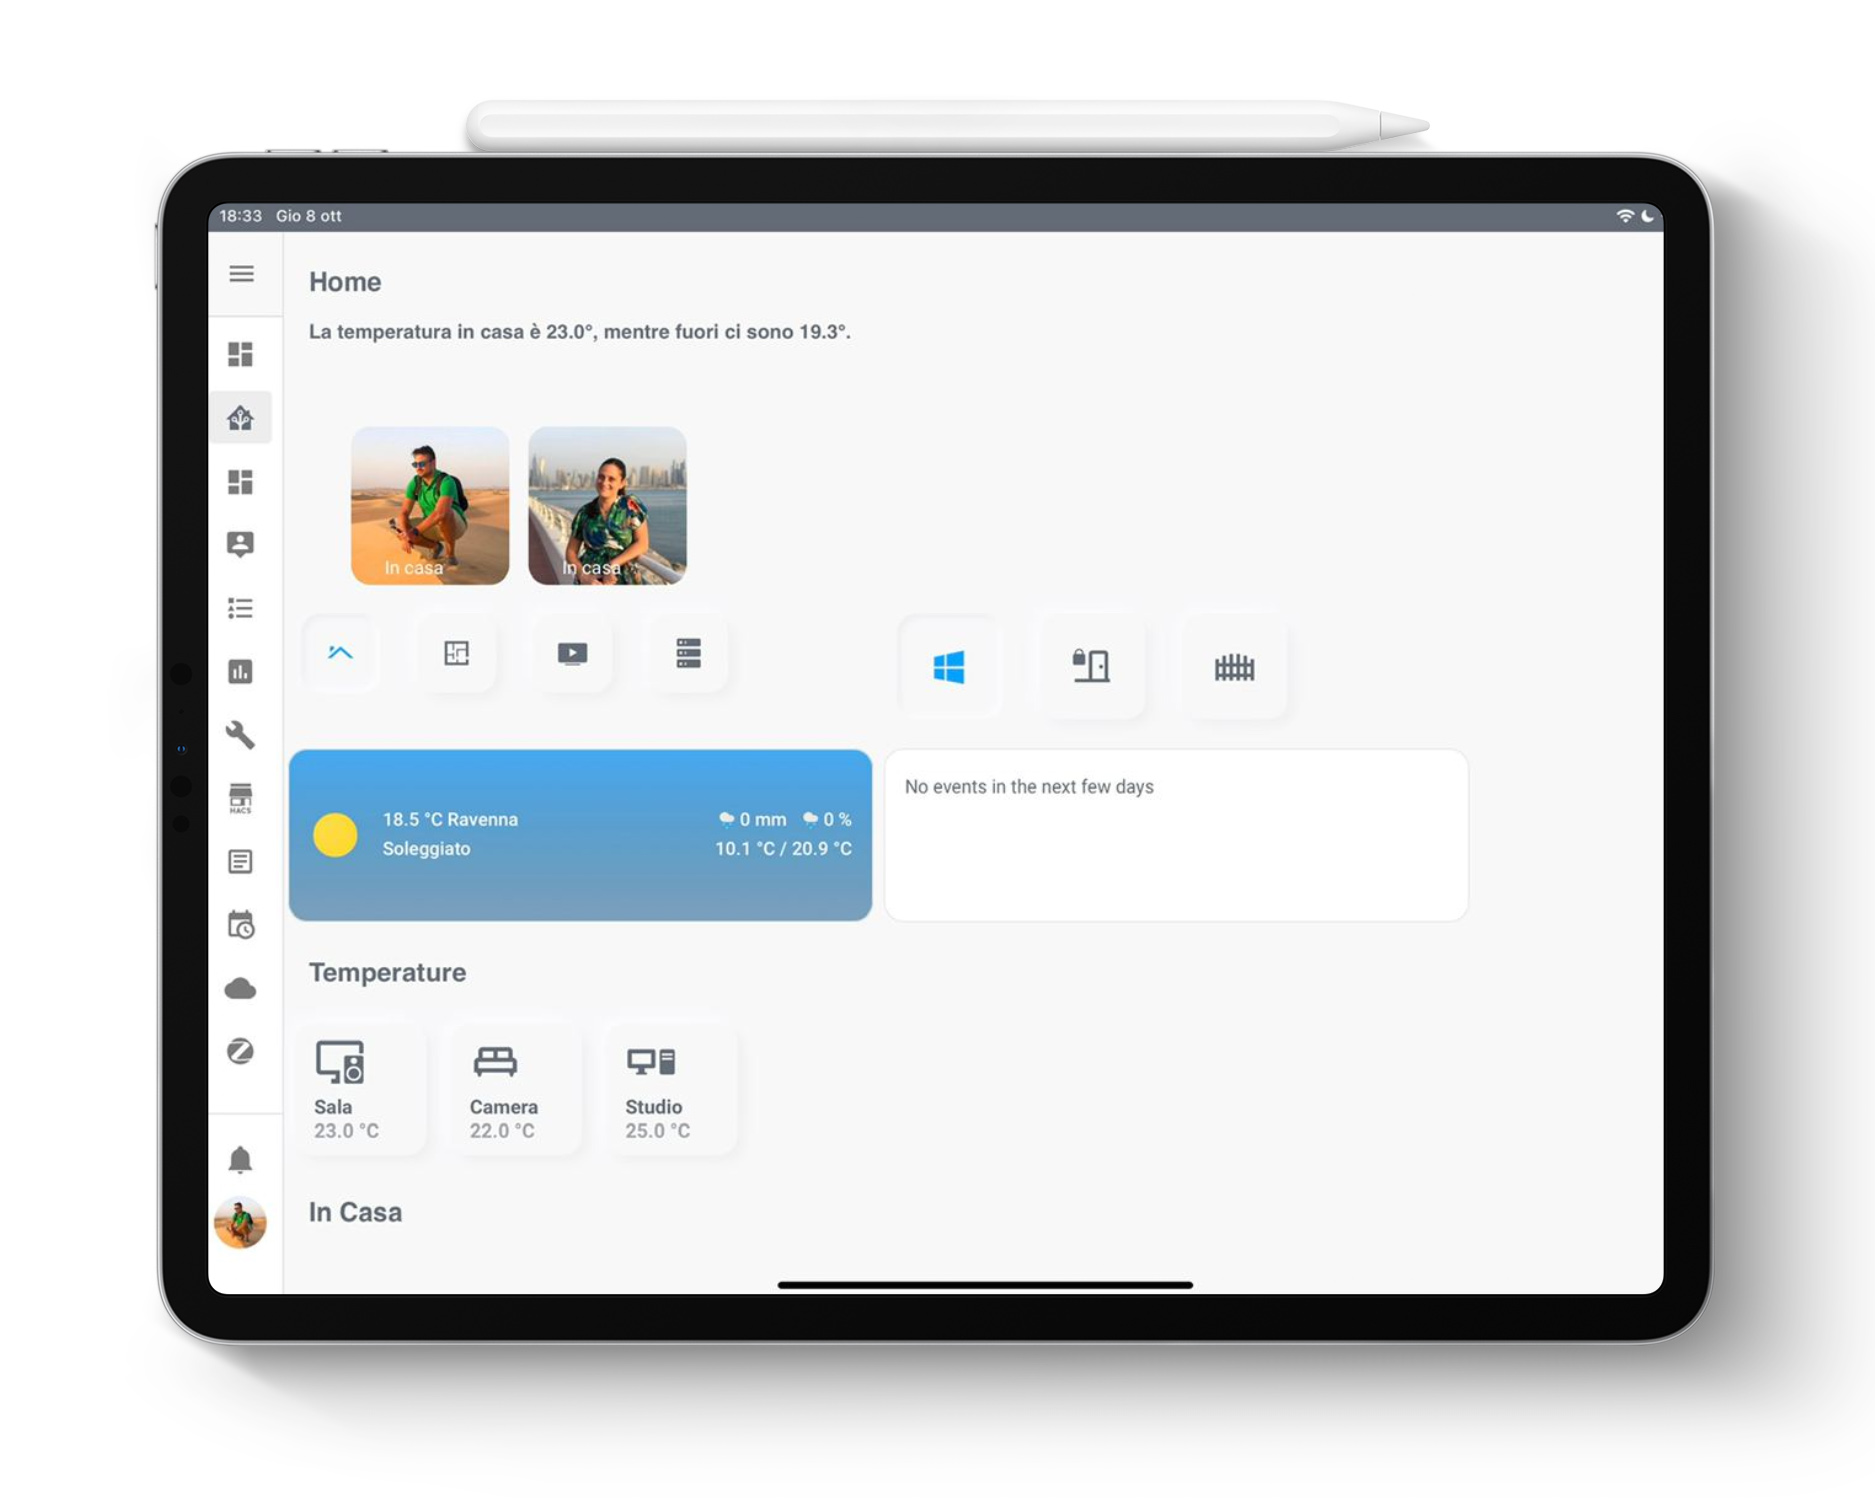 18:33 Gio 8 ott
Home
La temperatura in casa è 23.0°, mentre fuori ci sono 19.3°.
In casa
In casa
HACS
18.5 °C Ravenna
0 mm 0 %
Soleggiato
10.1 °C / 20.9 °C
No events in the next few days
Temperature
Sala
23.0 °C
Camera
22.0 °C
Studio
25.0 °C
In Casa